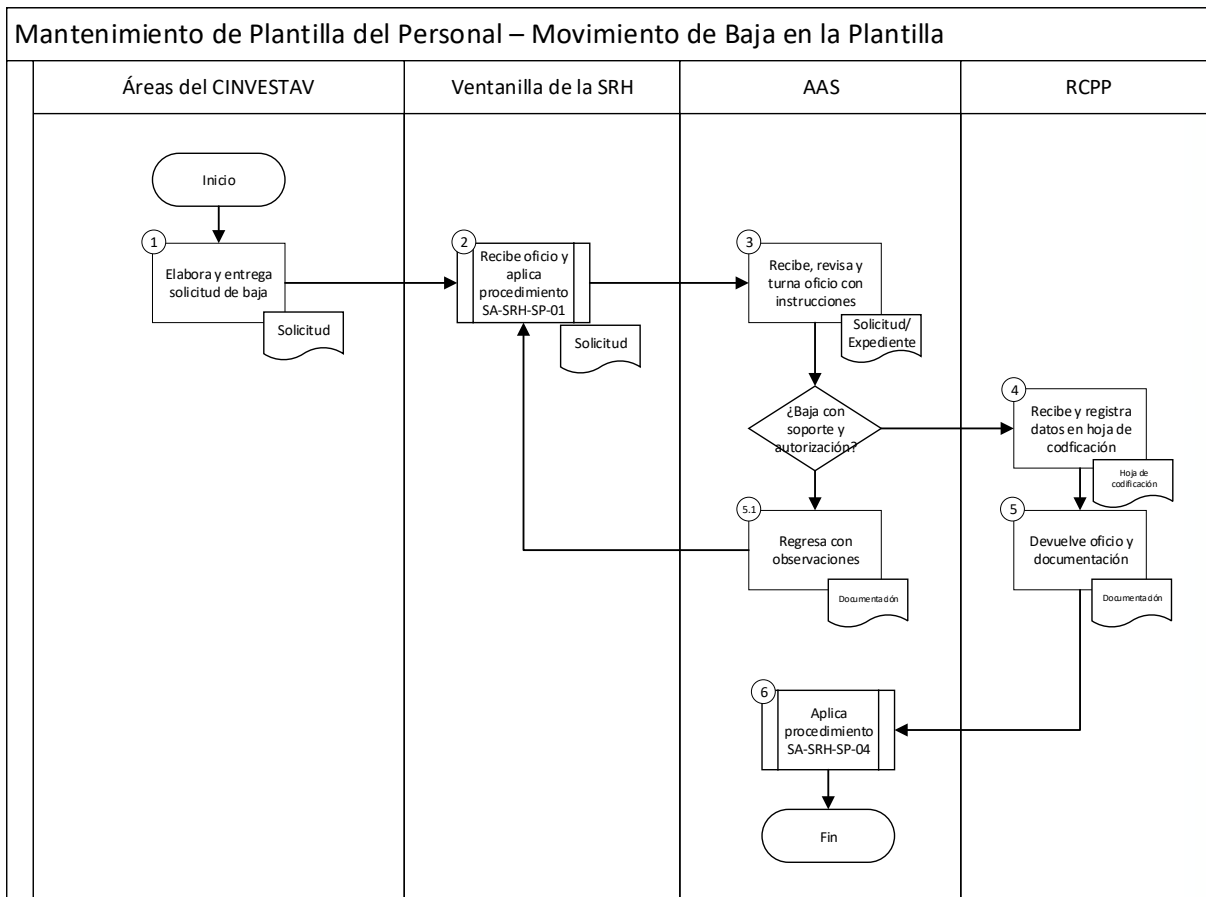 Mantenimiento de Plantilla del Personal – Movimiento de Baja en la Plantilla
Áreas del CINVESTAV
Ventanilla de la SRH
AAS
RCPP
Inicio
1
Elabora y entrega
solicitud de baja
Solicitud
2
Recibe oficio y
aplica
procedimiento
SA-SRH-SP-01
Solicitud
3
Recibe, revisa y
turna oficio con
instrucciones
Solicitud/
Expediente
¿Baja con
soporte y
autorización?
4
Recibe y registra
datos en hoja de
codficación
Hoja de
codificación
5.1
Regresa con
observaciones
Documentación
5
Devuelve oficio y
documentación
Documentación
6
Aplica
procedimiento
SA-SRH-SP-04
Fin